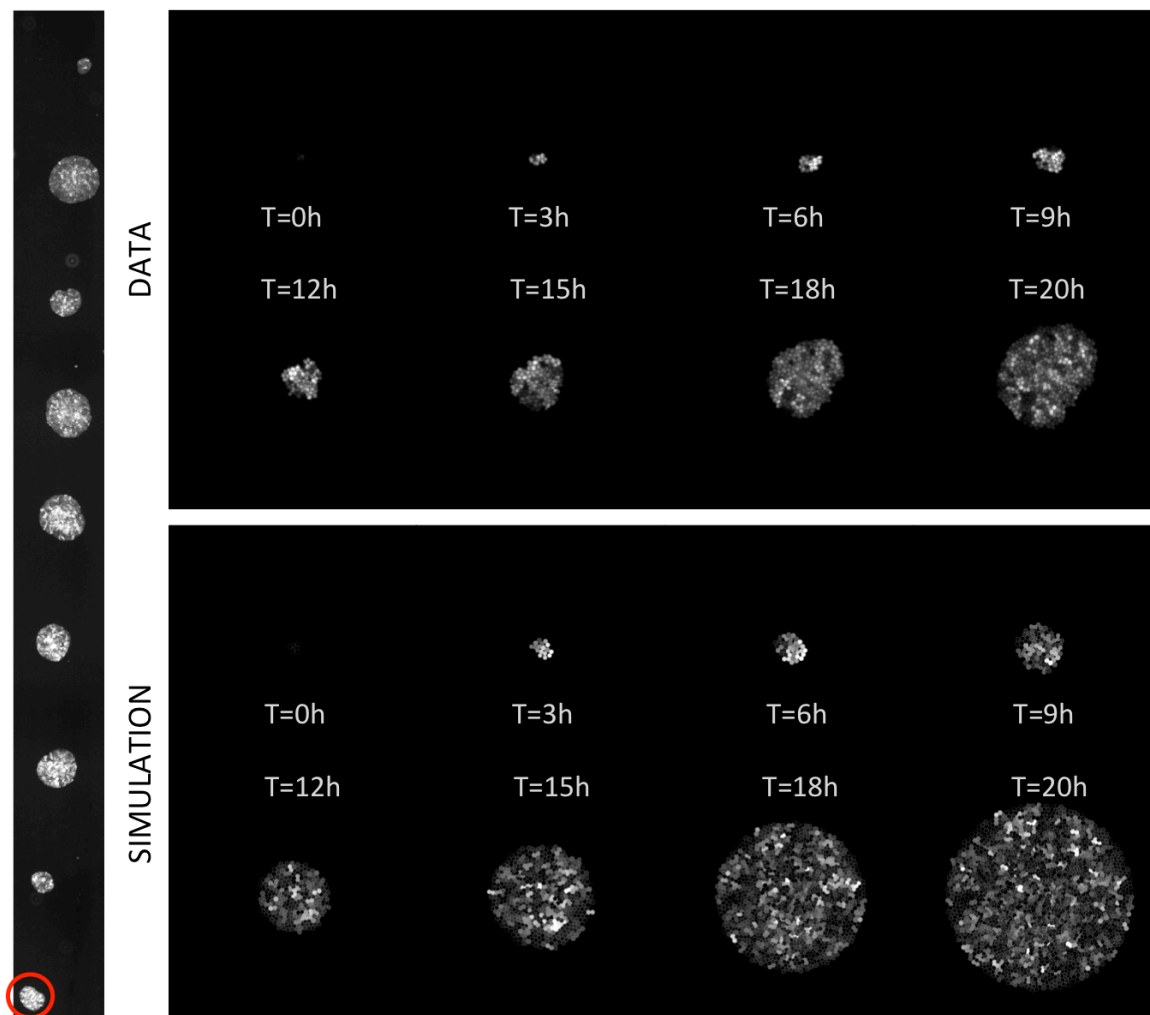 DATA
T=0h T=3h T=6h T=9h
T=12h T=15h T=18h T=20h
SIMULATION
T=0h T=3h T=6h T=9h
T=12h T=15h T=18h T=20h